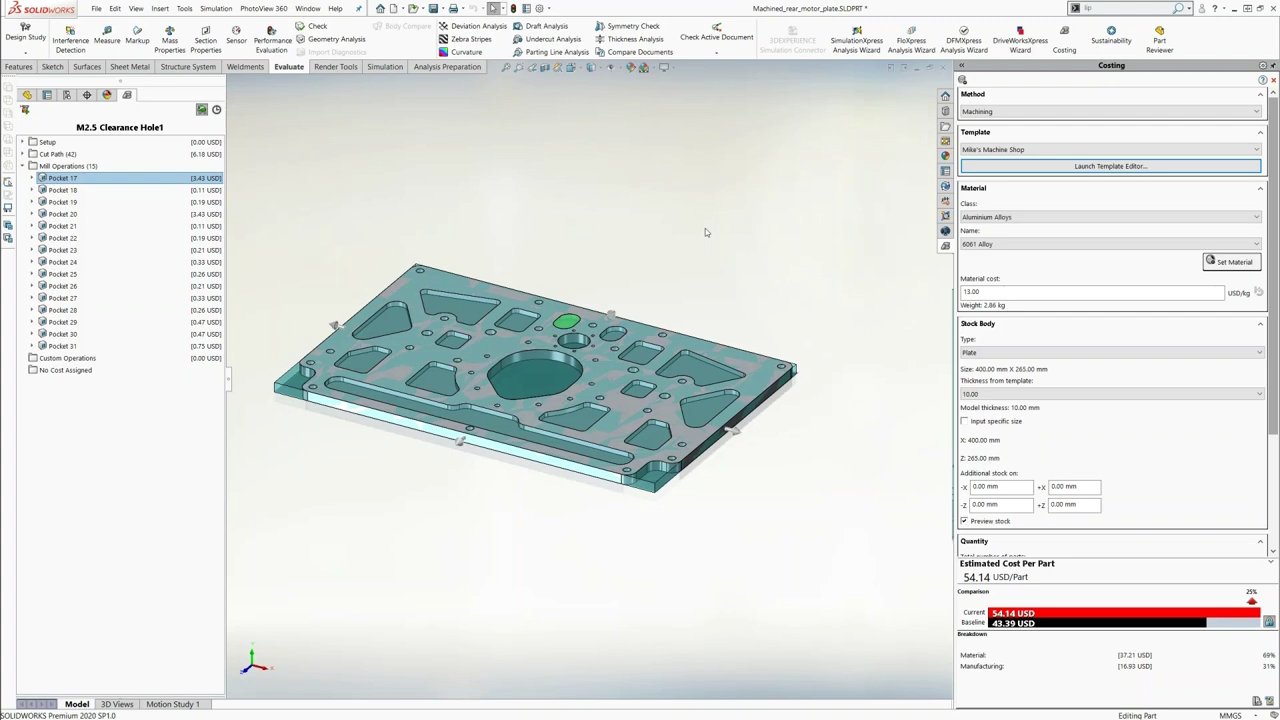 SOLIDWORKS File Edit View Insert Tools Simulation PhotoView 360 Window Help Machined_rear_motor_plate.SLDPRT * lip
Design Study Interference Detection Measure Markup Mass Properties Section Properties Sensor Performance Evaluation
Check Body Compare
Geometry Analysis
Import Diagnostics
Deviation Analysis Draft Analysis Symmetry Check
Zebra Stripes Undercut Analysis Thickness Analysis
Curvature Parting Line Analysis Compare Documents
Check Active Document 3DEXPERIENCE Simulation Connector SimulationXpress Analysis Wizard FloXpress Analysis Wizard DFMXpress Wizard DriveWorksXpress Wizard Costing Sustainability Part Reviewer
Features Sketch Surfaces Sheet Metal Structure System Weldments Evaluate Render Tools Simulation Analysis Preparation
M2.5 Clearance Hole1
Setup [0.00 USD]
Cut Path (42) [6.18 USD]
Mill Operations (15)
Pocket 17 [3.43 USD]
Pocket 18 [0.11 USD]
Pocket 19 [0.19 USD]
Pocket 20 [3.43 USD]
Pocket 21 [0.11 USD]
Pocket 22 [0.19 USD]
Pocket 23 [0.21 USD]
Pocket 24 [0.33 USD]
Pocket 25 [0.26 USD]
Pocket 26 [0.21 USD]
Pocket 27 [0.33 USD]
Pocket 28 [0.26 USD]
Pocket 29 [0.47 USD]
Pocket 30 [0.47 USD]
Pocket 31 [0.75 USD]
Custom Operations [0.00 USD]
No Cost Assigned
Costing
Method
Machining
Template
Mike's Machine Shop
Launch Template Editor...
Material
Class:
Aluminium Alloys
Name:
6061 Alloy
Set Material
Material cost:
13.00 USD/kg
Weight: 2.86 kg
Stock Body
Type:
Plate
Size: 400.00 mm X 265.00 mm
Thickness from template:
10.00
Model thickness: 10.00 mm
Input specific size
X: 400.00 mm
Z: 265.00 mm
Additional stock on:
-X 0.00 mm +X 0.00 mm
-Z 0.00 mm +Z 0.00 mm
Preview stock
Quantity
Total number of parts:
Estimated Cost Per Part
54.14 USD/Part
Comparison 25%
Current 54.14 USD
Baseline 43.39 USD
Breakdown
Material: [37.21 USD] 69%
Manufacturing: [16.93 USD] 31%
Model 3D Views Motion Study 1
SOLIDWORKS Premium 2020 SP1.0 Editing Part MMGS